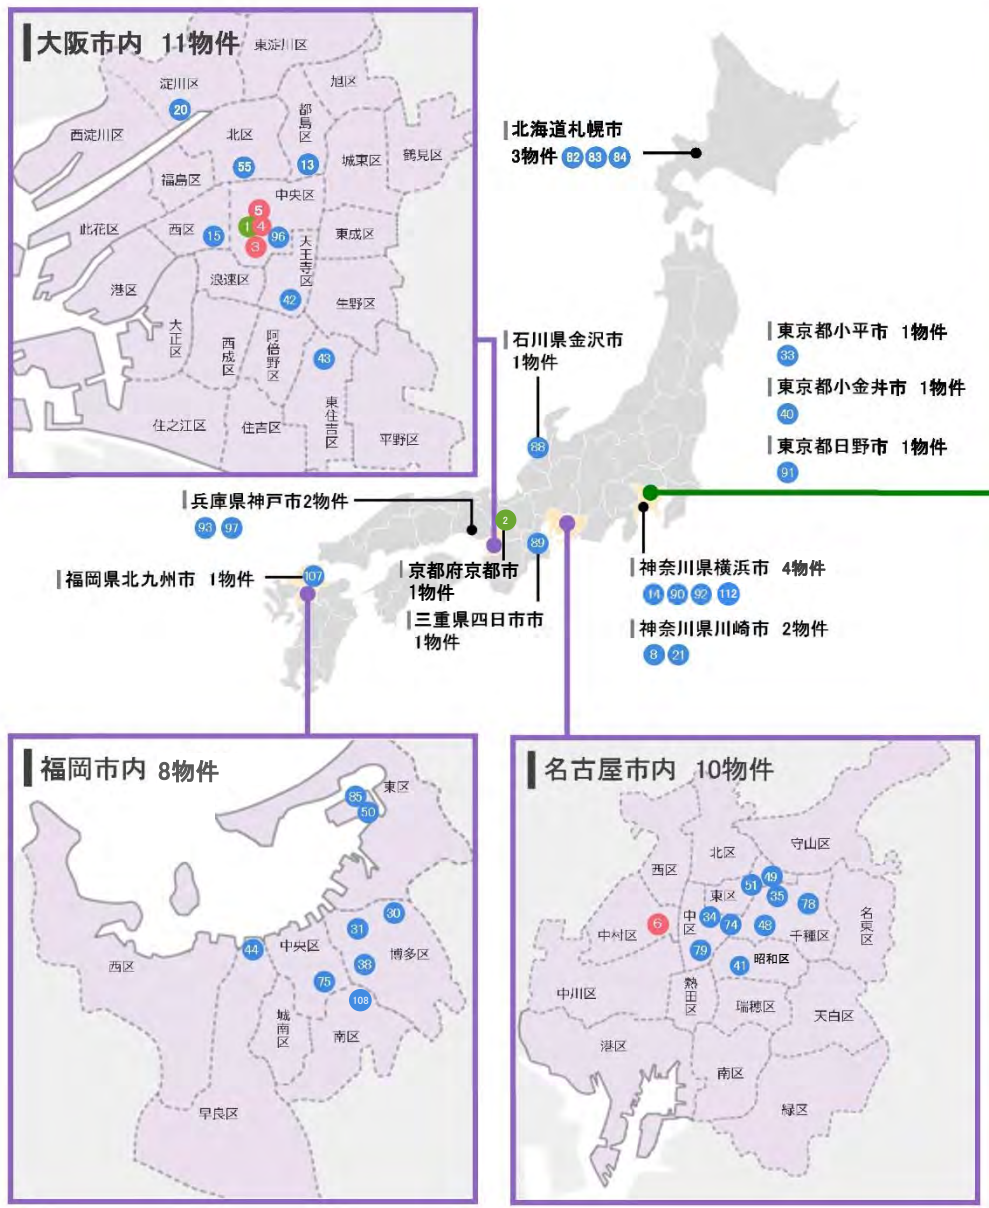 大阪市内 11物件
東淀川区
淀川区
旭区
20
都島区
西淀川区
北区
城東区
鶴見区
55
13
福島区
中央区
5
此花区
西区
15
1
4
96
3
天王寺区
東成区
港区
浪速区
42
生野区
大正区
西成区
阿倍野区
43
住之江区
住吉区
東住吉区
平野区
北海道札幌市
3物件 82 83 84
石川県金沢市
1物件
88
東京都小平市 1物件
33
東京都小金井市 1物件
40
東京都日野市 1物件
91
兵庫県神戸市2物件
93 97
2
89
福岡県北九州市 1物件
107
京都府京都市
1物件
三重県四日市市
1物件
神奈川県横浜市 4物件
14 90 92 112
神奈川県川崎市 2物件
8 21
福岡市内 8物件
85
50
東区
30
31
44
中央区
博多区
西区
38
75
108
城南区
南区
早良区
名古屋市内 10物件
守山区
北区
西区
49
51
東区
35
78
34
中区
74
48
6
中村区
千種区
名東区
79
41
昭和区
中川区
熱田区
瑞穂区
天白区
港区
南区
緑区